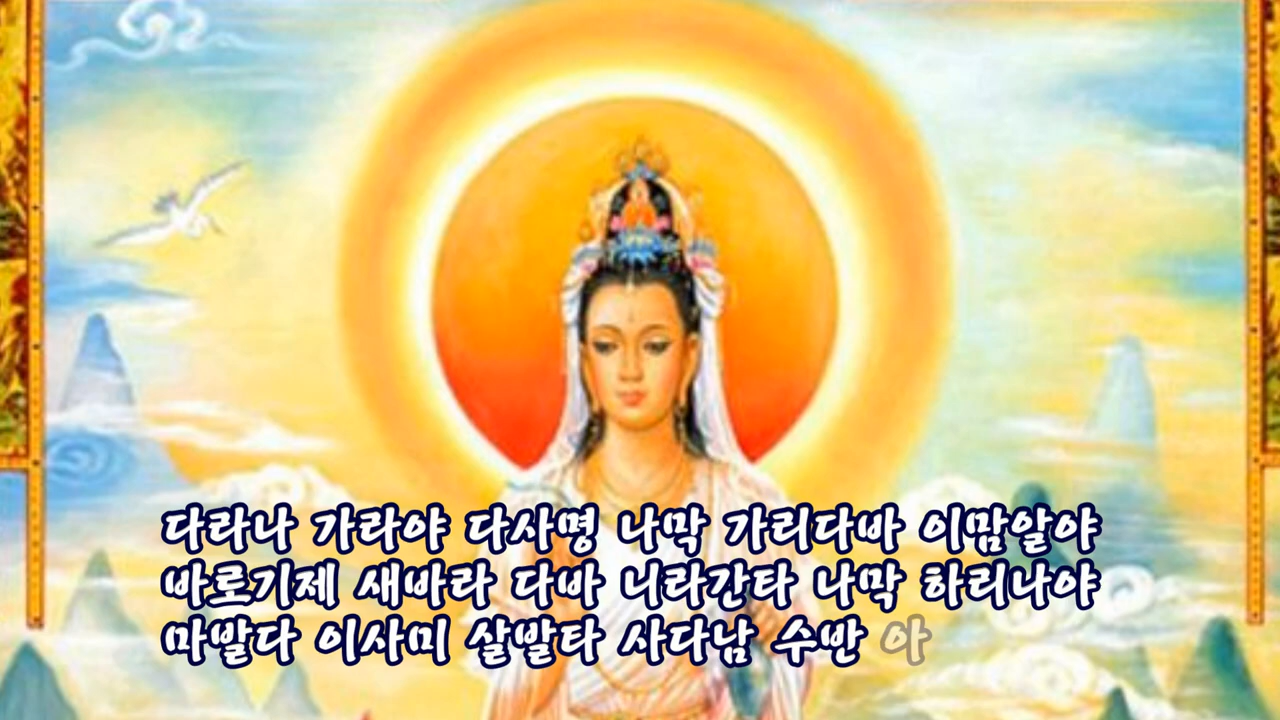 다라나 가라야 다사명 나막 가리다바 이맘알야
바로기제 새바라 다바 니라간타 나막 하리나야
마발다 이사미 살발타 사다남 수반 아